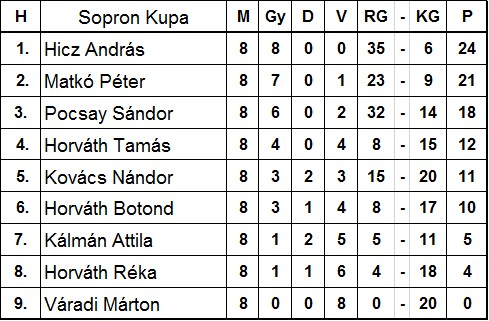 H Sopron Kupa M Gy D V RG - KG P
1. Hicz András 8 8 0 0 35 - 6 24
2. Matkó Péter 8 7 0 1 23 - 9 21
3. Pocsay Sándor 8 6 0 2 32 - 14 18
4. Horváth Tamás 8 4 0 4 8 - 15 12
5. Kovács Nándor 8 3 2 3 15 - 20 11
6. Horváth Botond 8 3 1 4 8 - 17 10
7. Kálmán Attila 8 1 2 5 5 - 11 5
8. Horváth Réka 8 1 1 6 4 - 18 4
9. Váradi Márton 8 0 0 8 0 - 20 0